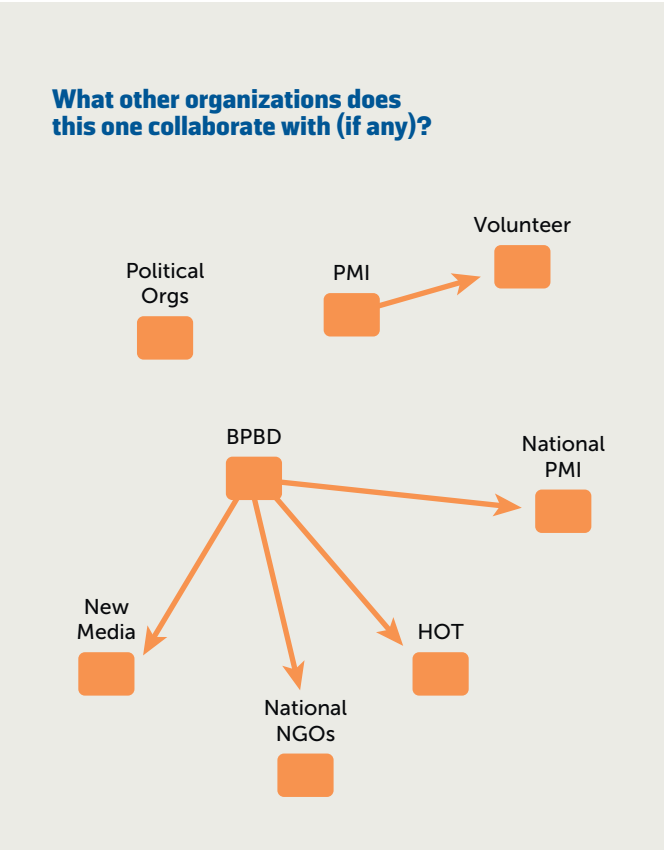 What other organizations does
this one collaborate with (if any)?
Volunteer
Political
Orgs
PMI
BPBD
National
PMI
New
Media
HOT
National
NGOs